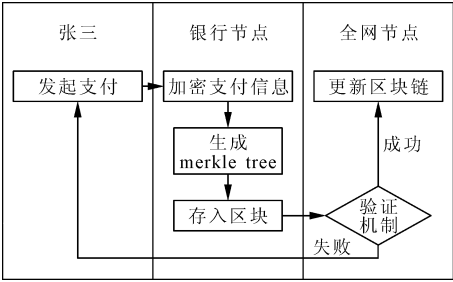 张三
银行节点
全网节点
发起支付
加密支付信息
更新区块链
生成
merkle tree
成功
存入区块
验证
机制
失败